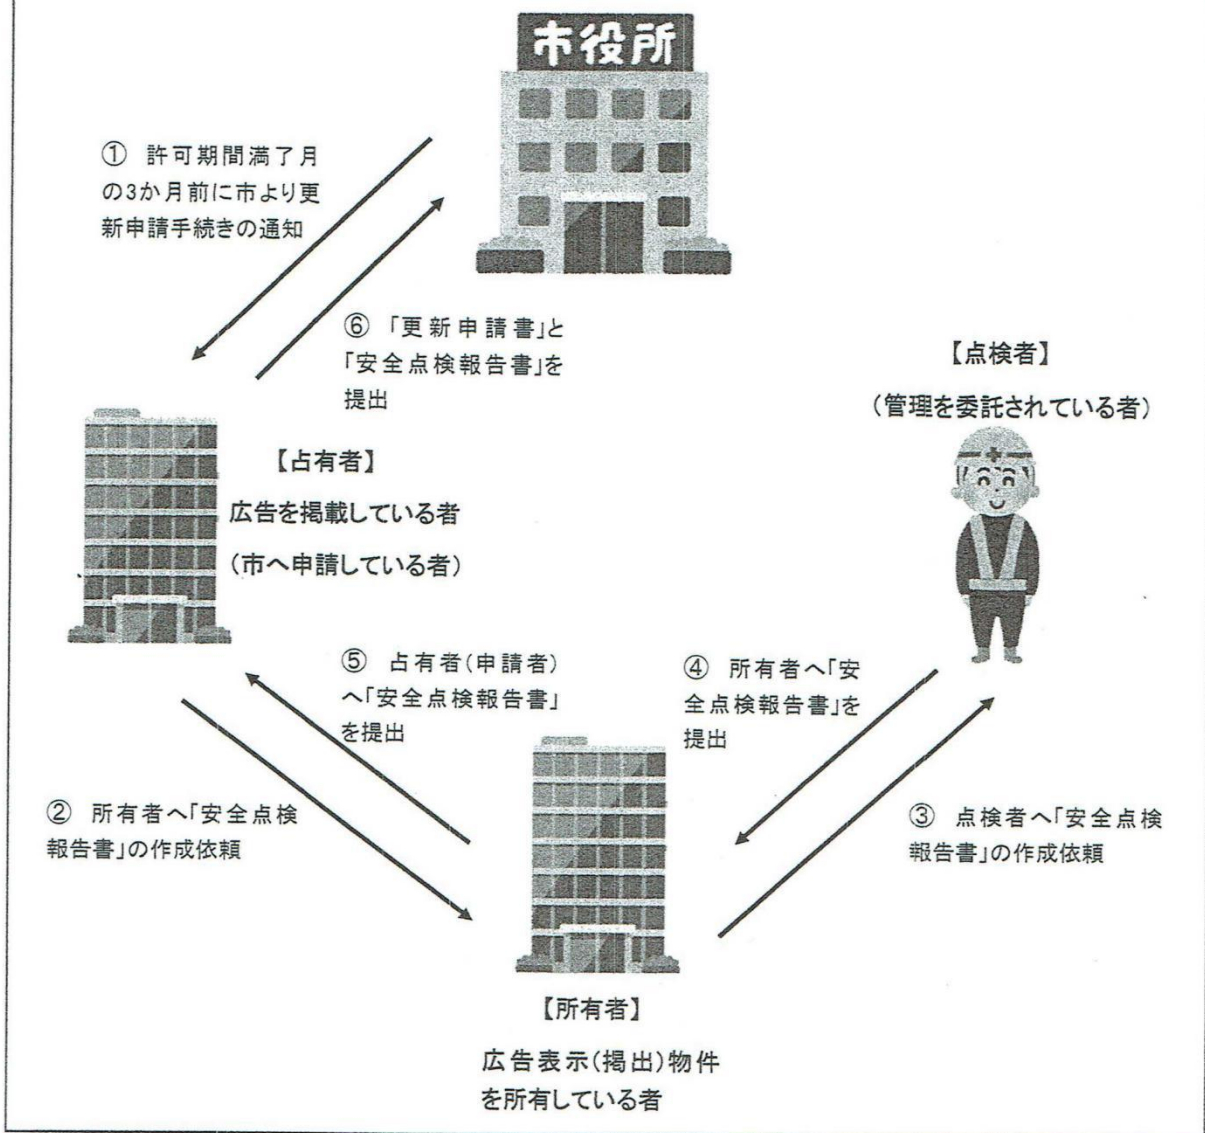 市役所
① 許可期間満了月
の3か月前に市より更
新申請手続きの通知
⑥ 「更新申請書」と
「安全点検報告書」を
提出
【点検者】
（管理を委託されている者）
【占有者】
広告を掲載している者
（市へ申請している者）
⑤ 占有者（申請者）
へ「安全点検報告書」
を提出
④ 所有者へ「安
全点検報告書」を
提出
② 所有者へ「安全点検
報告書」の作成依頼
③ 点検者へ「安全点検
報告書」の作成依頼
【所有者】
広告表示（掲出）物件
を所有している者